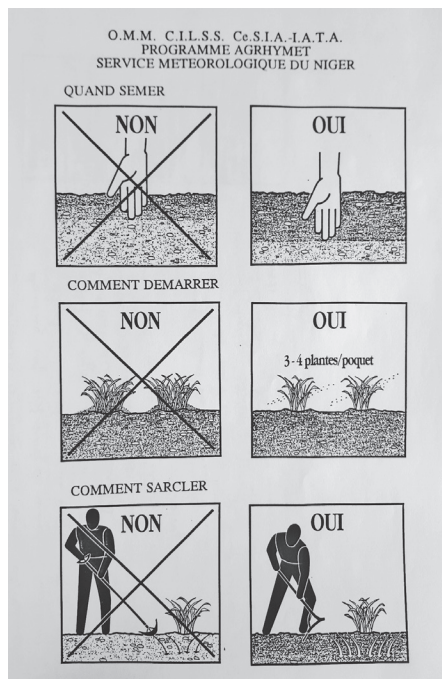 O.M.M. C.I.L.S.S. Ce.S.I.A.-I.A.T.A.
PROGRAMME AGRHYMET
SERVICE METEOROLOGIQUE DU NIGER
QUAND SEMER
NON
OUI
COMMENT DEMARRER
NON
OUI
3-4 plantes/poquet
COMMENT SARCLER
NON
OUI